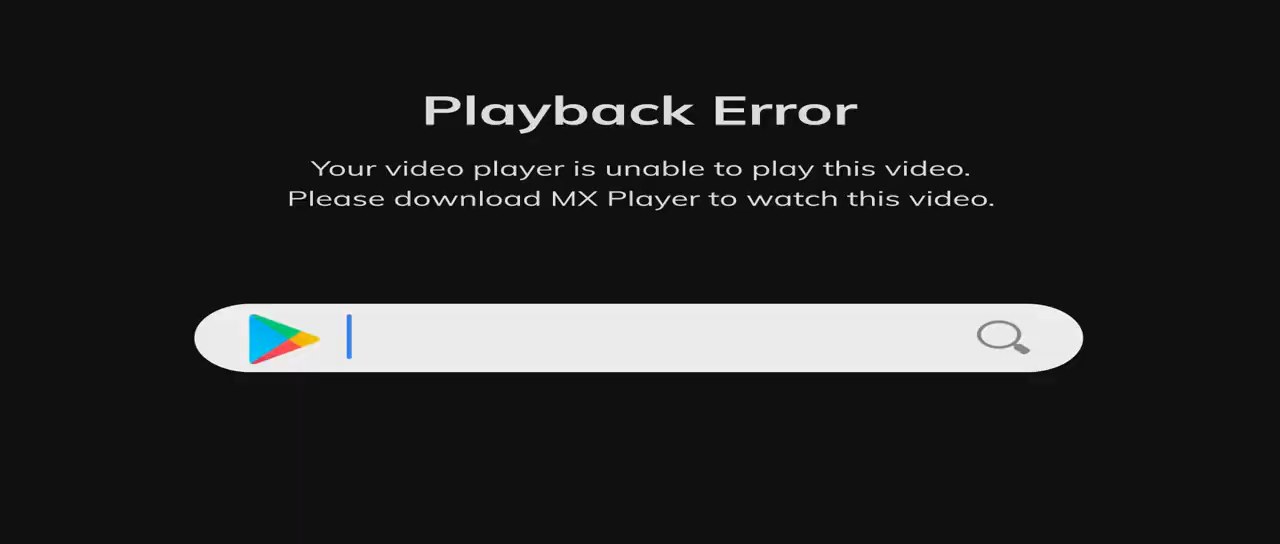 Playback Error
Your video player is unable to play this video.
Please download MX Player to watch this video.